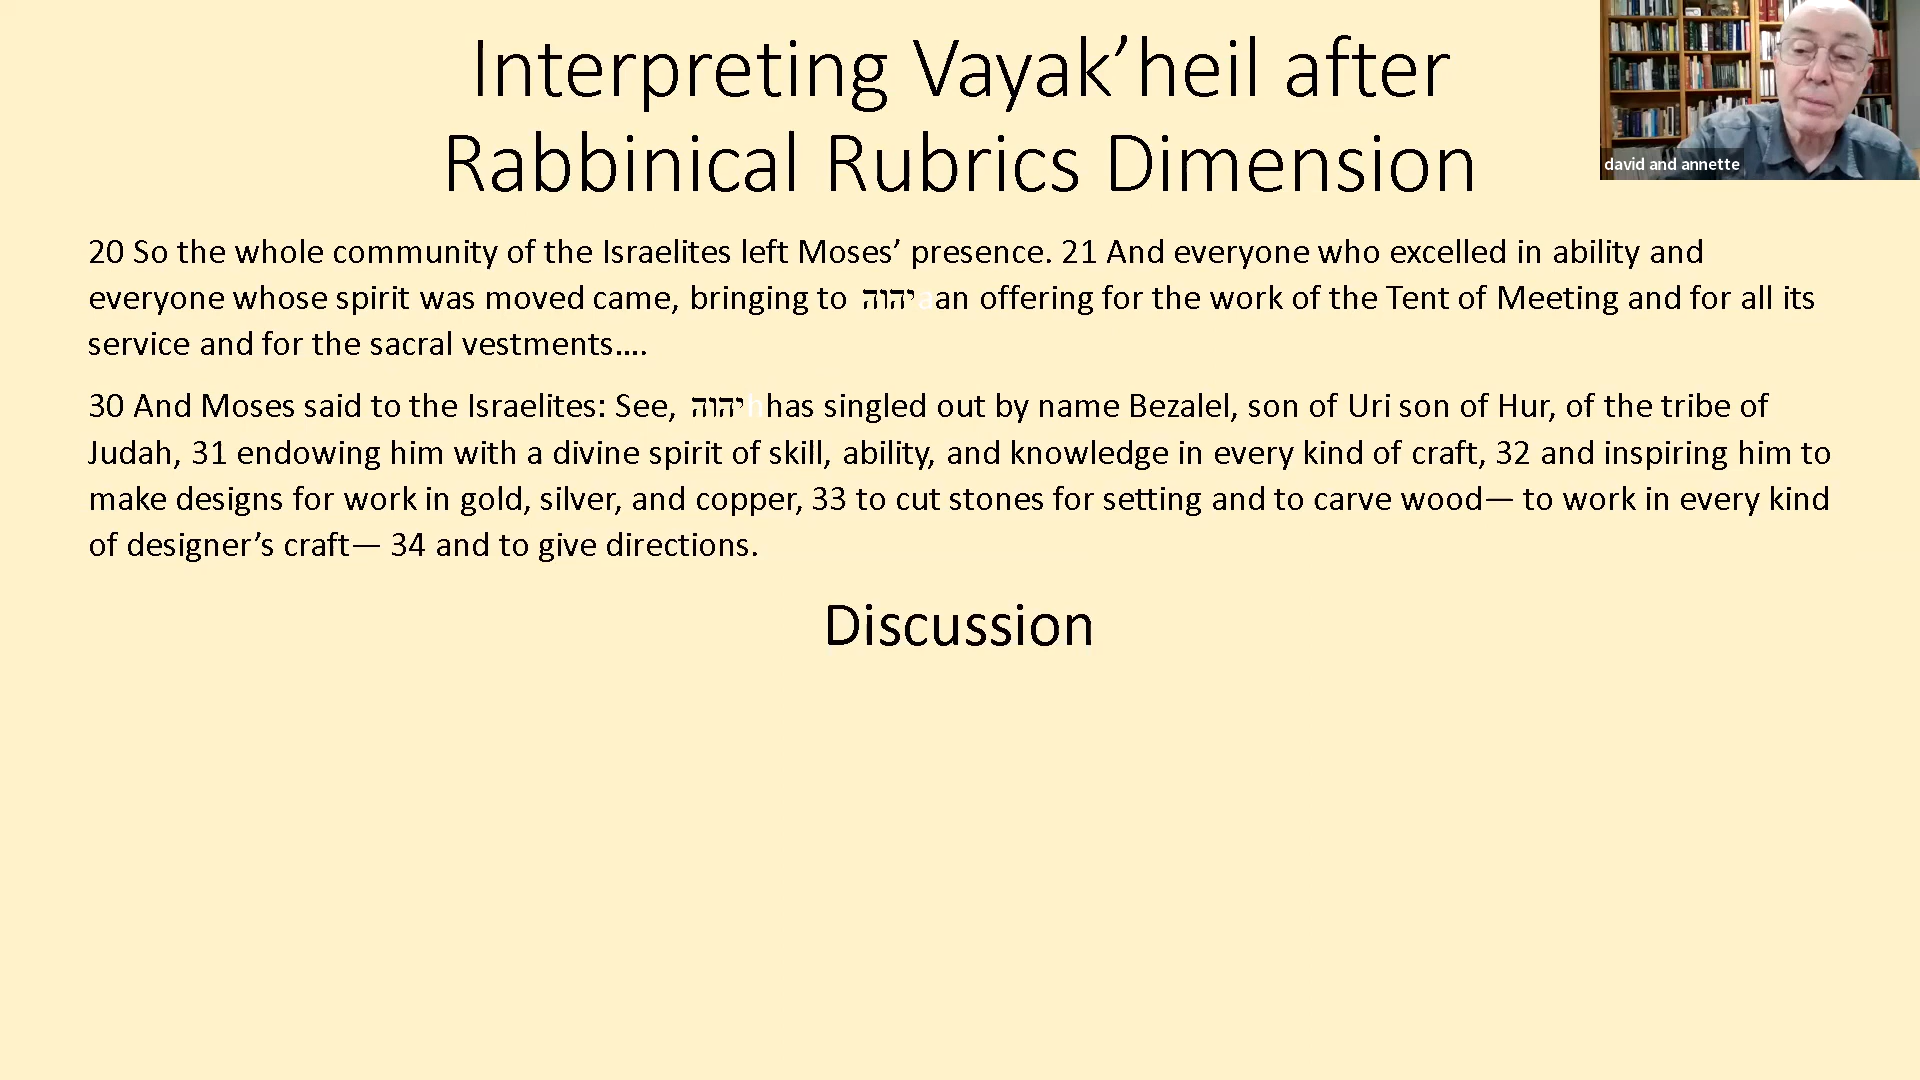 Interpreting Vayak’heil after
Rabbinical Rubrics Dimension
david and annette
20 So the whole community of the Israelites left Moses’ presence. 21 And everyone who excelled in ability and
everyone whose spirit was moved came, bringing to יהוה aan offering for the work of the Tent of Meeting and for all its
service and for the sacral vestments….
30 And Moses said to the Israelites: See, יהוה hhas singled out by name Bezalel, son of Uri son of Hur, of the tribe of
Judah, 31 endowing him with a divine spirit of skill, ability, and knowledge in every kind of craft, 32 and inspiring him to
make designs for work in gold, silver, and copper, 33 to cut stones for setting and to carve wood— to work in every kind
of designer’s craft— 34 and to give directions.
Discussion